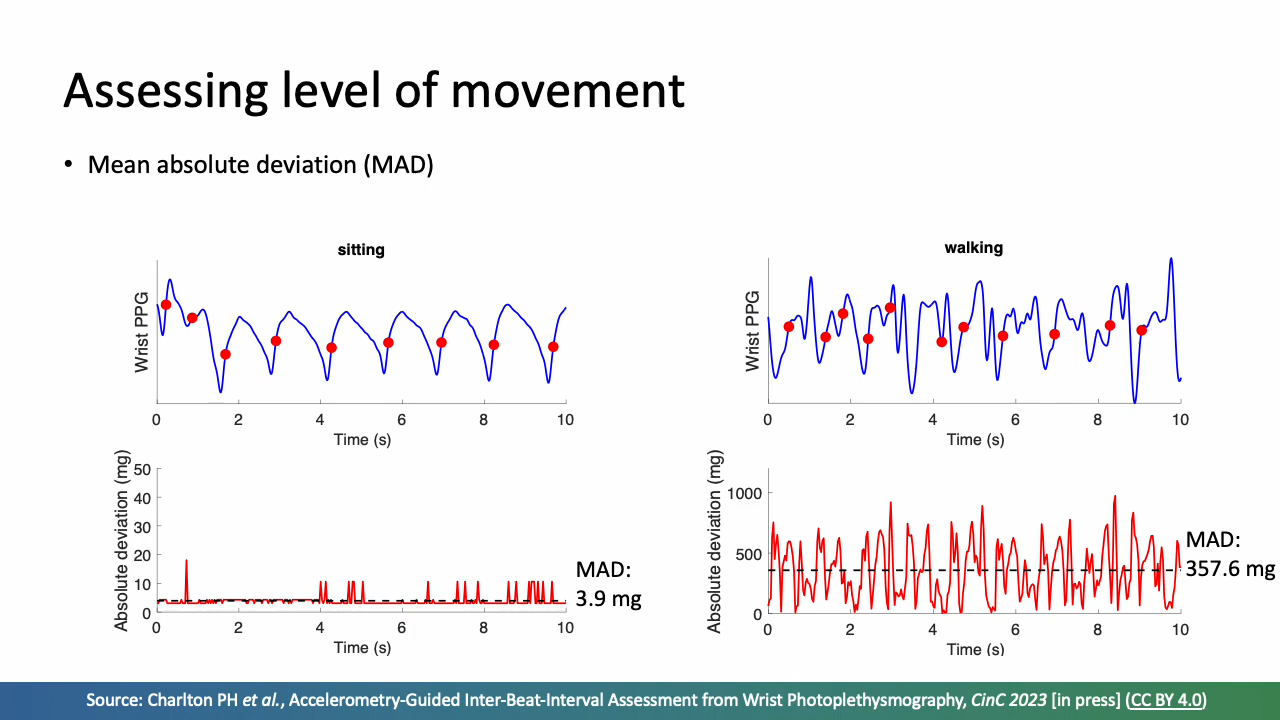 Assessing level of movement
• Mean absolute deviation (MAD)
sitting
Wrist PPG
0 2 4 6 8 10
Time (s)
walking
Wrist PPG
0 2 4 6 8 10
Time (s)
Absolute deviation (mg)
50
40
30
20
10
0
0 2 4 6 8 10
Time (s)
MAD:
3.9 mg
Absolute deviation (mg)
1000
500
0
0 2 4 6 8 10
Time (s)
MAD:
357.6 mg
Source: Charlton PH et al., Accelerometry-Guided Inter-Beat-Interval Assessment from Wrist Photoplethysmography, CinC 2023 [in press] (CC BY 4.0)